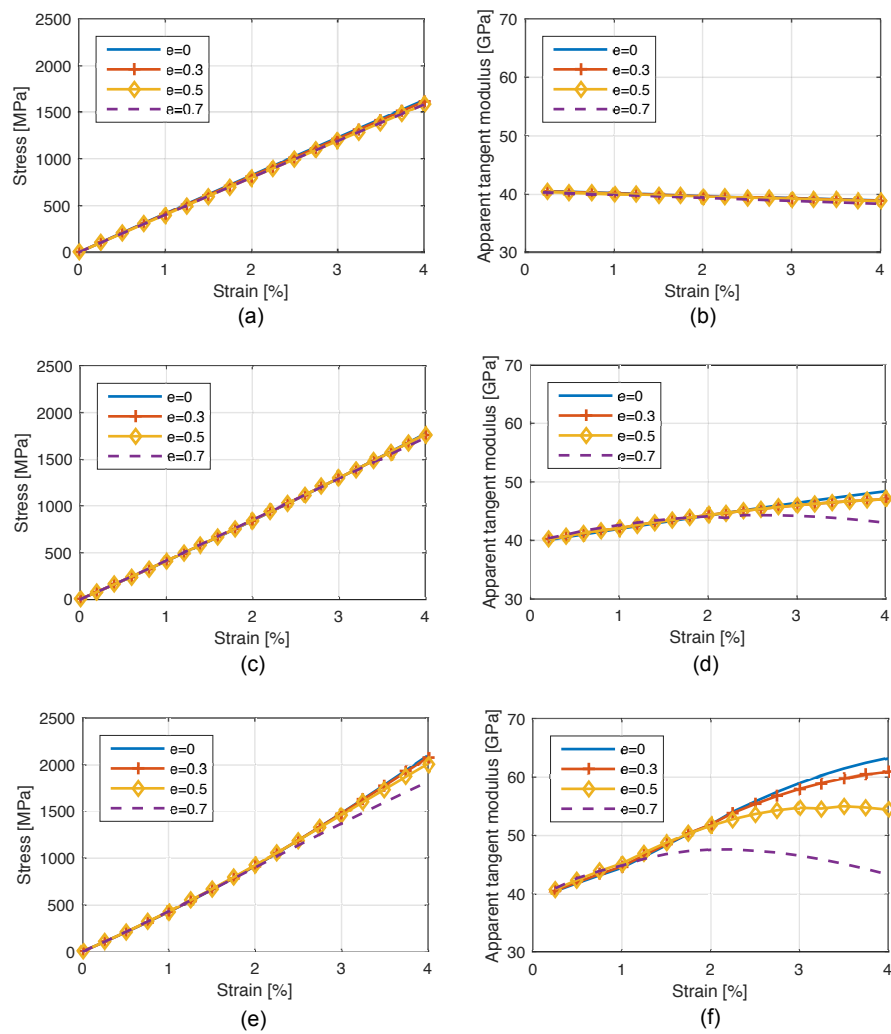 2500
2000
1500
1000
500
0
Stress [MPa]
e=0
e=0.3
e=0.5
e=0.7
0 1 2 3 4
Strain [%]
(a)
70
60
50
40
30
Apparent tangent modulus [GPa]
e=0
e=0.3
e=0.5
e=0.7
0 1 2 3 4
Strain [%]
(b)
2500
2000
1500
1000
500
0
Stress [MPa]
e=0
e=0.3
e=0.5
e=0.7
0 1 2 3 4
Strain [%]
(c)
70
60
50
40
30
Apparent tangent modulus [GPa]
e=0
e=0.3
e=0.5
e=0.7
0 1 2 3 4
Strain [%]
(d)
2500
2000
1500
1000
500
0
Stress [MPa]
e=0
e=0.3
e=0.5
e=0.7
0 1 2 3 4
Strain [%]
(e)
70
60
50
40
30
Apparent tangent modulus [GPa]
e=0
e=0.3
e=0.5
e=0.7
0 1 2 3 4
Strain [%]
(f)